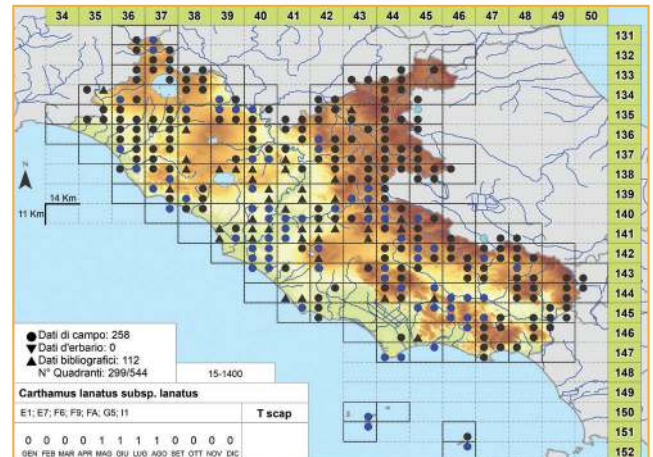 34 35 36 37 38 39 40 41 42 43 44 45 46 47 48 49 50
131
132
133
134
135
136
137
138
139
140
141
142
143
144
145
146
147
148
149
150
151
152
N
14 Km
11 Km
Dati di campo: 258
Dati d'erbario: 0
Dati bibliografici: 112
N° Quadranti: 299/544
15-1400
Carthamus lanatus subsp. lanatus
E1; E7; F6; F9; FA; G5; I1 T scap
0 0 0 0 1 1 1 1 0 0 0 0
GEN FEB MAR APR MAG GIU LUG AGO SET OTT NOV DIC